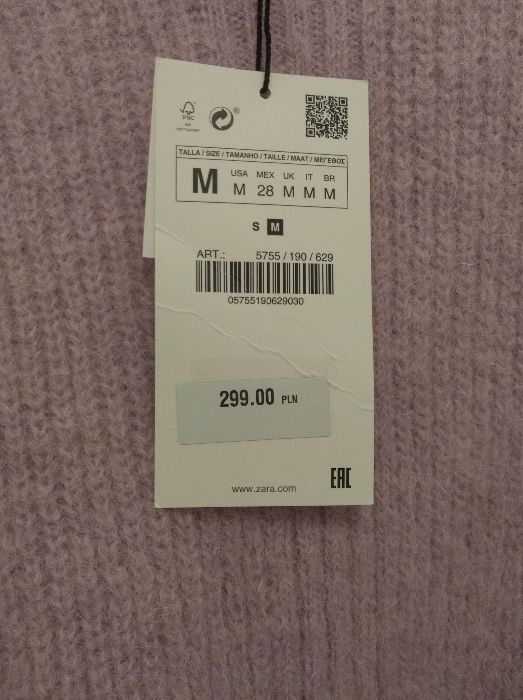 FSC
®
TALLA / SIZE / TAMANHO / TAILLE / MAAT / ΜΕΓΕΘΟΣ
M USA MEX UK IT BR
M 28 M M M
S M
ART.: 5755 / 190 / 629
05755190629030
299.00 PLN
www.zara.com
EAC